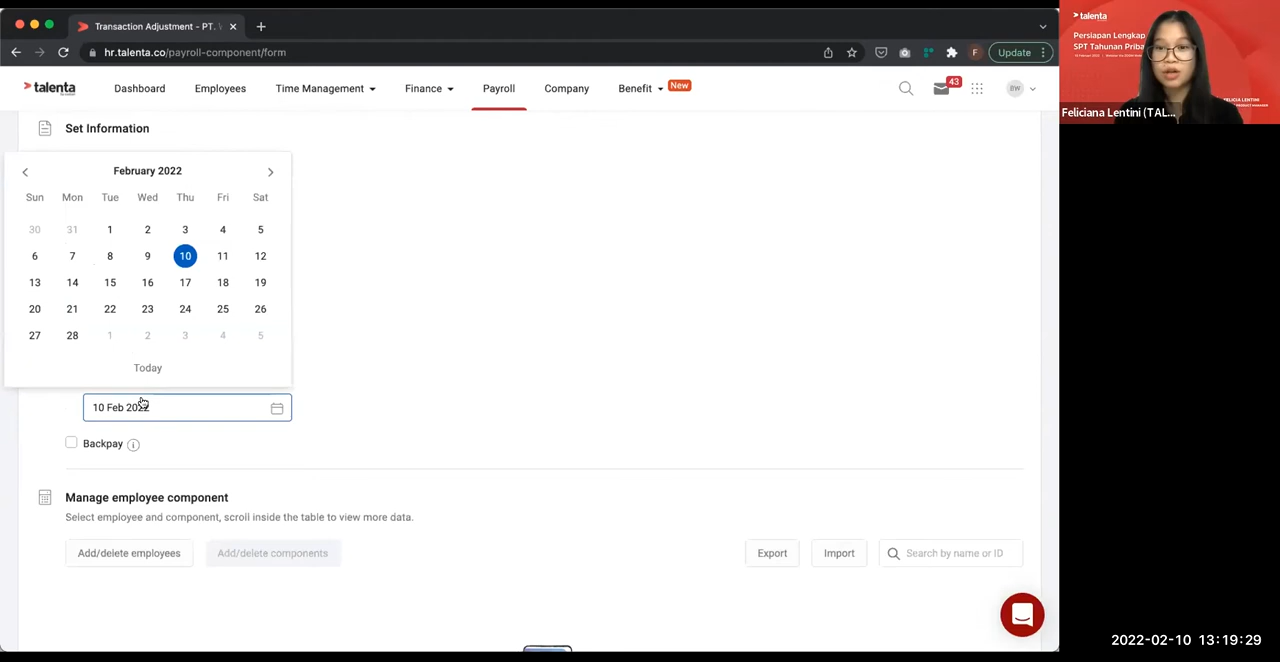 Transaction Adjustment - PT.
hr.talenta.co/payroll-component/form
F
Update
talenta
Dashboard
Employees
Time Management
Finance
Payroll
Company
Benefit
New
43
BW
Set Information
February 2022
Sun Mon Tue Wed Thu Fri Sat
30 31 1 2 3 4 5
6 7 8 9 10 11 12
13 14 15 16 17 18 19
20 21 22 23 24 25 26
27 28 1 2 3 4 5
Today
10 Feb 2022
Backpay
Manage employee component
Select employee and component, scroll inside the table to view more data.
Add/delete employees
Add/delete components
Export
Import
Search by name or ID
talenta
Persiapan Lengkap
SPT Tahunan Priba
Feliciana Lentini (TAL...
2022-02-10 13:19:29